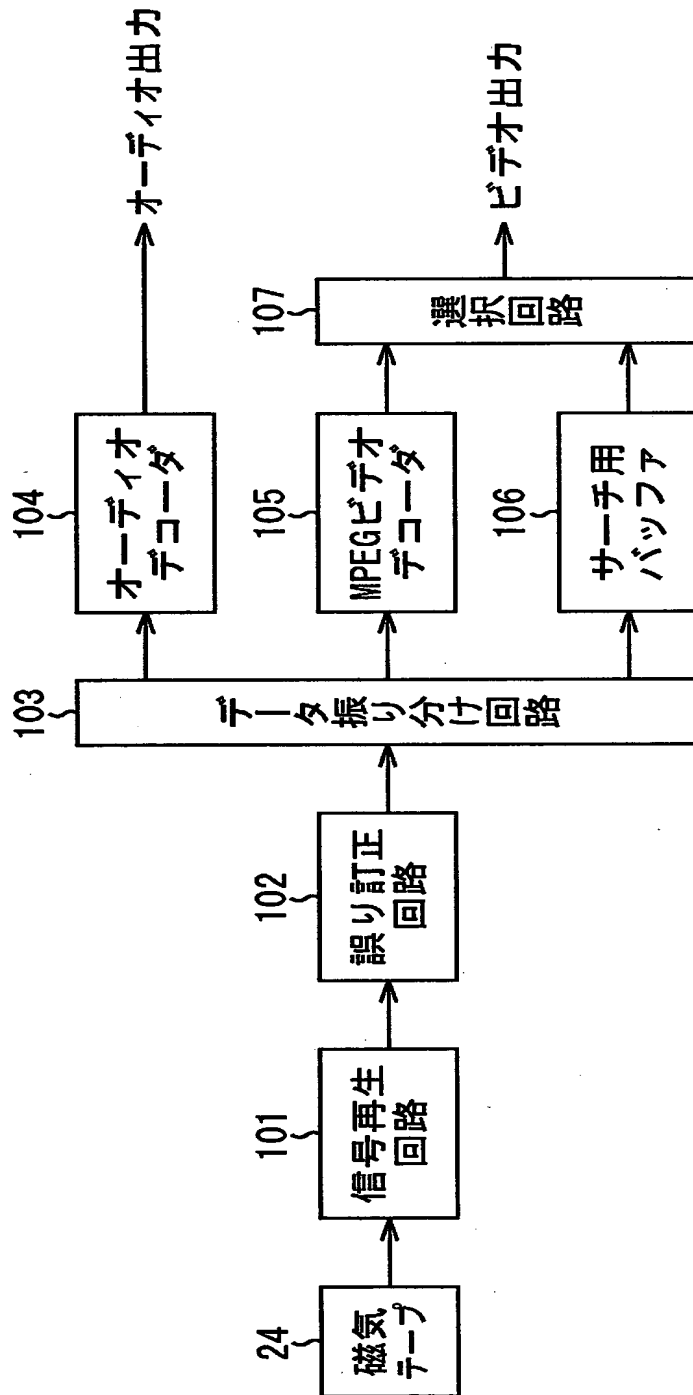 24
磁気
テープ
101
信号再生
回路
102
誤り訂正
回路
103
データ振り分け回路
104
オーディオ
デコーダ
オーディオ出力
105
MPEGビデオ
デコーダ
106
サーチ用
バッファ
107
選択回路
ビデオ出力